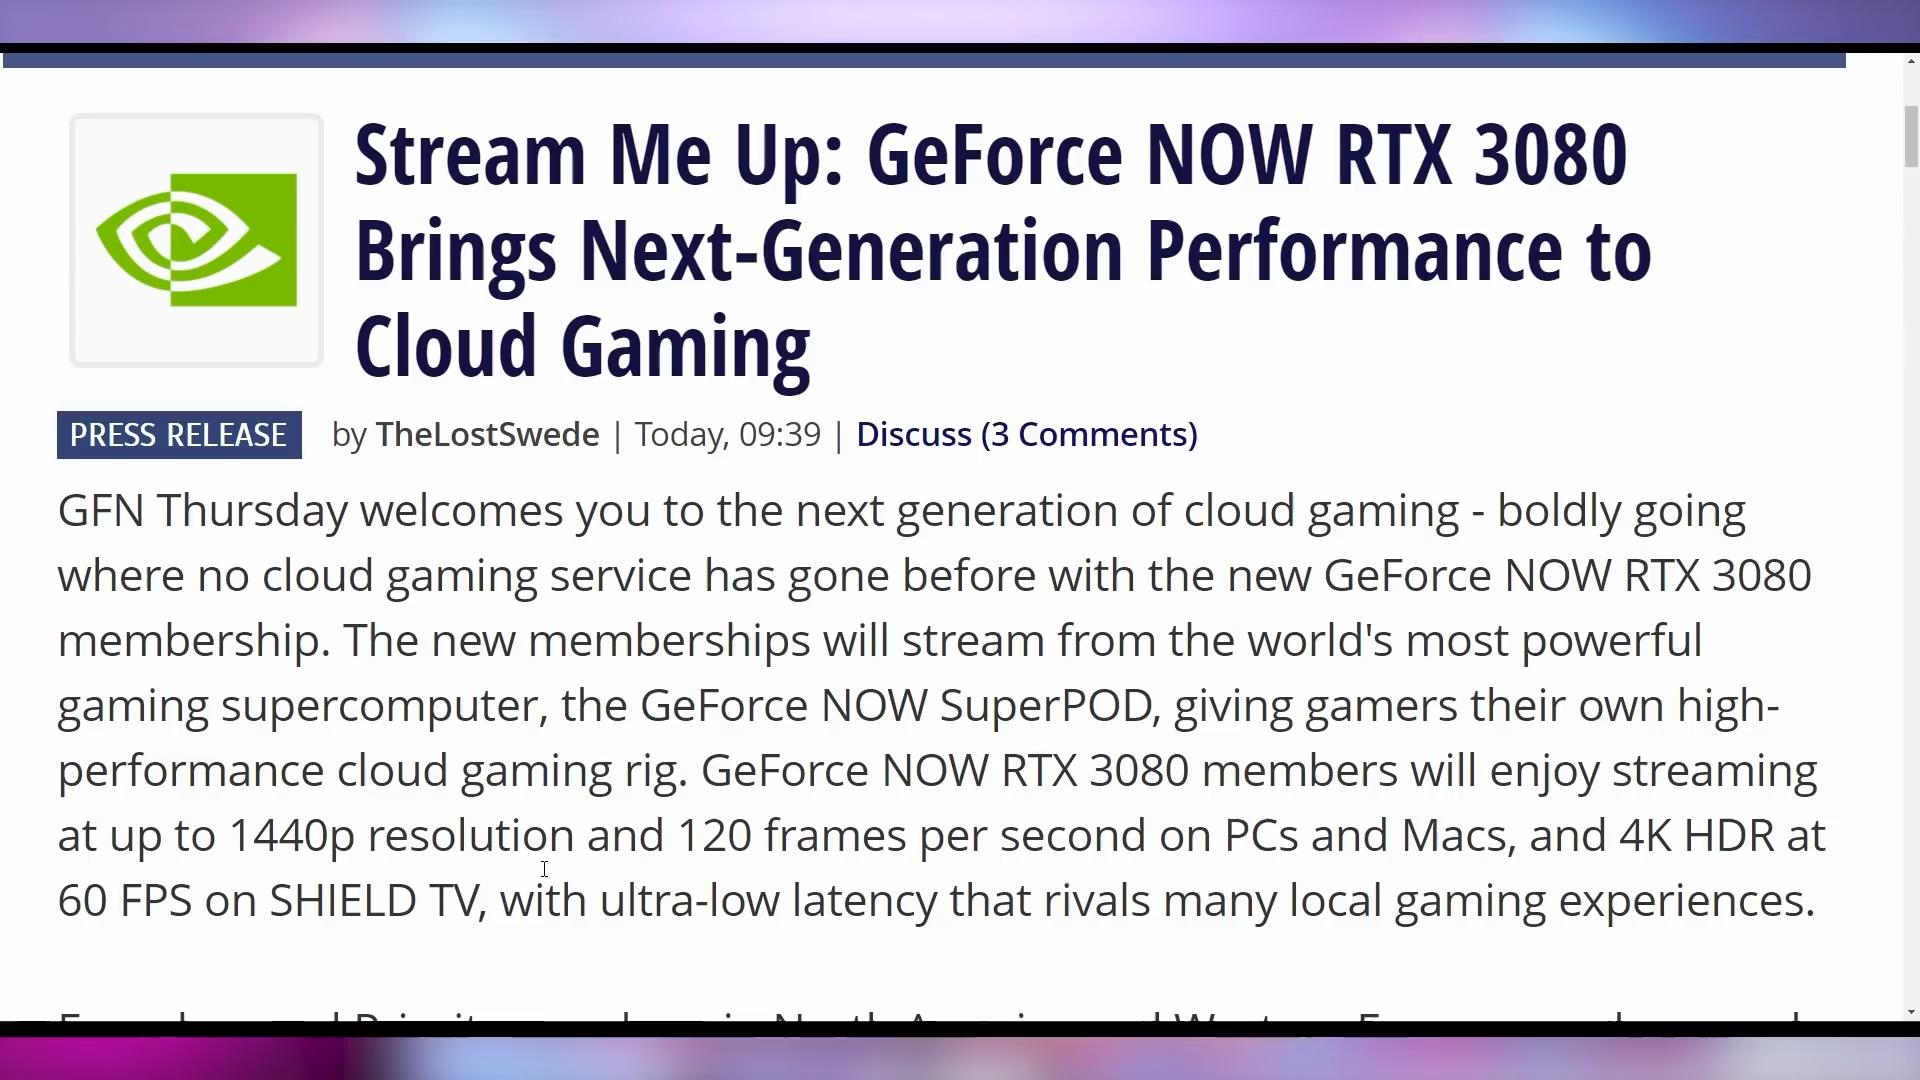 Stream Me Up: GeForce NOW RTX 3080
Brings Next-Generation Performance to
Cloud Gaming
PRESS RELEASE by TheLostSwede | Today, 09:39 | Discuss (3 Comments)
GFN Thursday welcomes you to the next generation of cloud gaming - boldly going
where no cloud gaming service has gone before with the new GeForce NOW RTX 3080
membership. The new memberships will stream from the world's most powerful
gaming supercomputer, the GeForce NOW SuperPOD, giving gamers their own high-
performance cloud gaming rig. GeForce NOW RTX 3080 members will enjoy streaming
at up to 1440p resolution and 120 frames per second on PCs and Macs, and 4K HDR at
60 FPS on SHIELD TV, with ultra-low latency that rivals many local gaming experiences.